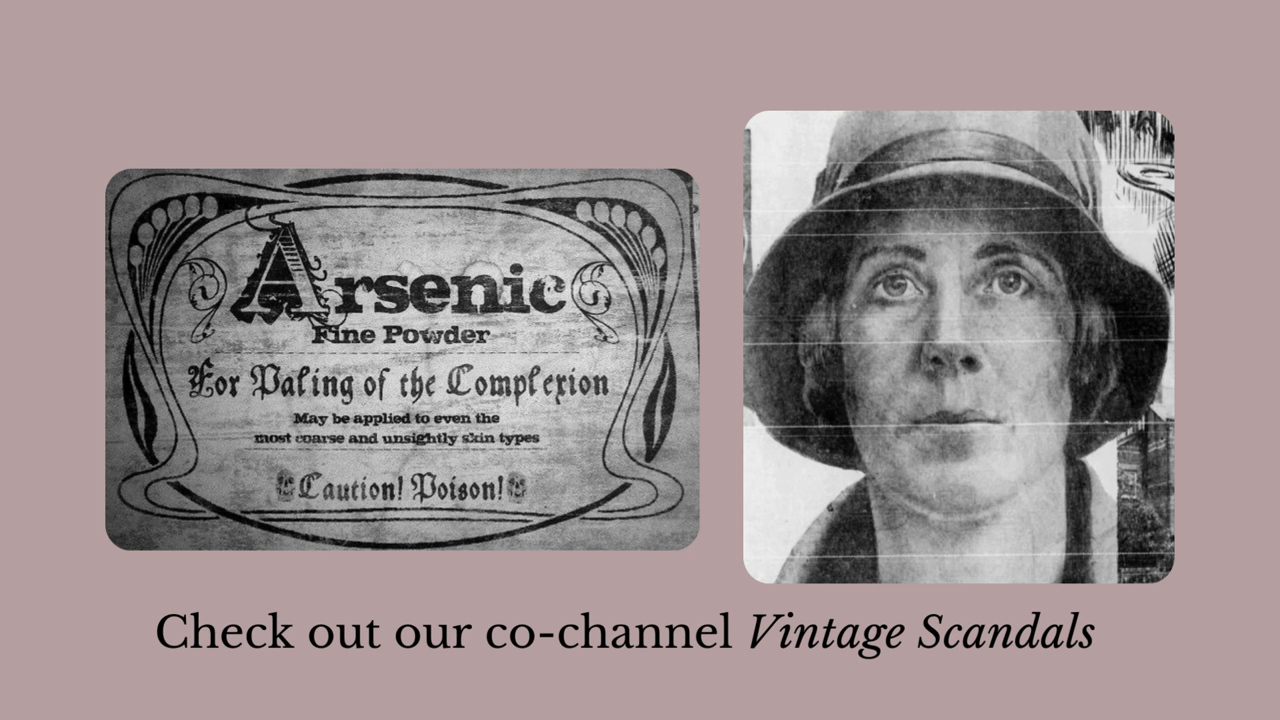 Arsenic
Fine Powder
For Paling of the Complexion
May be applied to even the
most coarse and unsightly skin types
Caution! Poison!
Check out our co-channel Vintage Scandals